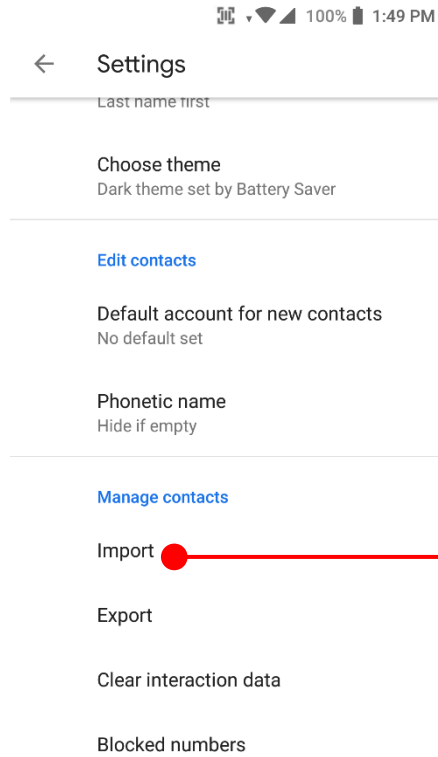 100% 1:49 PM
Settings
Last name first
Choose theme
Dark theme set by Battery Saver
Edit contacts
Default account for new contacts
No default set
Phonetic name
Hide if empty
Manage contacts
Import
Export
Clear interaction data
Blocked numbers